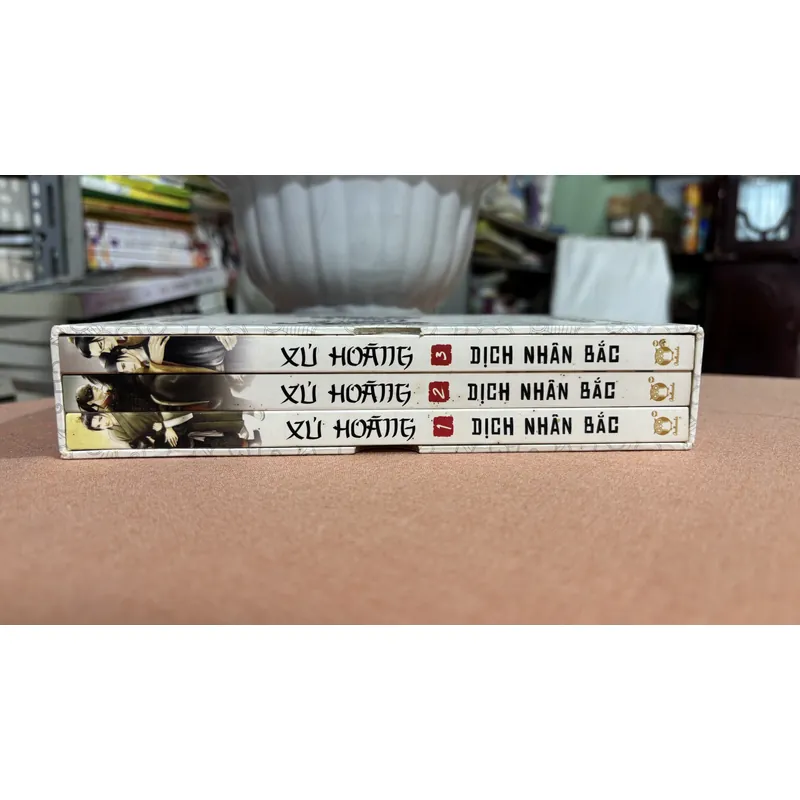 XỨ HOÀNG 3 DỊCH NHÂN BẮC
XỨ HOÀNG 2 DỊCH NHÂN BẮC
XỨ HOÀNG 1 DỊCH NHÂN BẮC